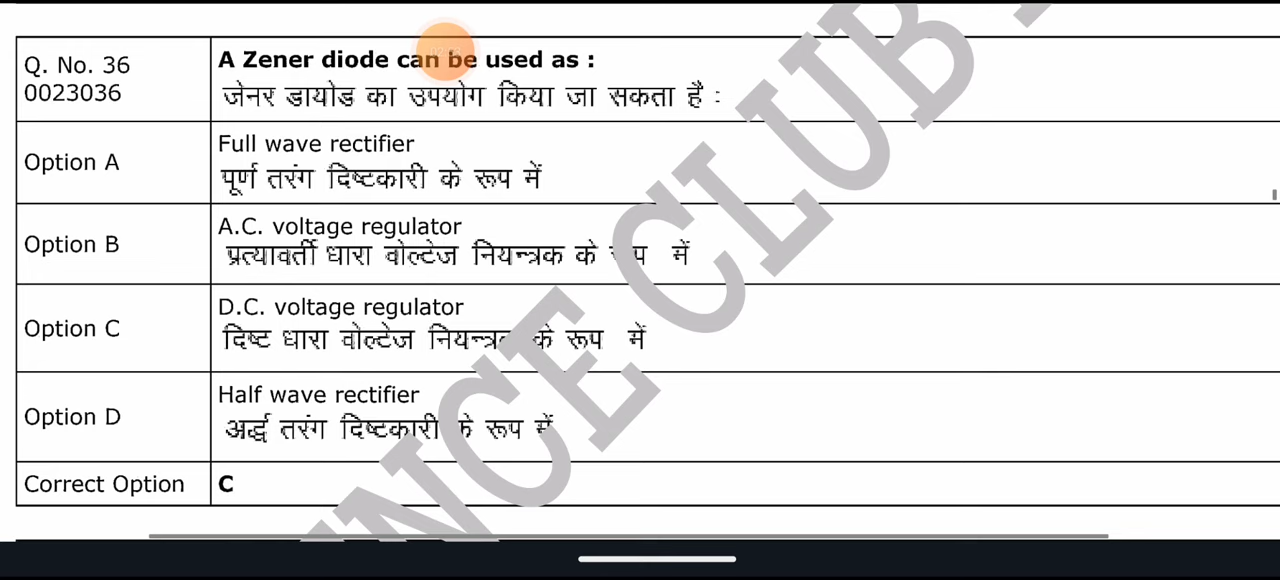 Q. No. 36
0023036
A Zener diode can be used as :
जेनर डायोड का उपयोग किया जा सकता है :
Option A
Full wave rectifier
पूर्ण तरंग दिष्टकारी के रूप में
Option B
A.C. voltage regulator
प्रत्यावर्ती धारा वोल्टेज नियन्त्रक के रूप में
Option C
D.C. voltage regulator
दिष्ट धारा वोल्टेज नियन्त्रक के रूप में
Option D
Half wave rectifier
अर्द्ध तरंग दिष्टकारी के रूप में
Correct Option
C
NCE CLUB